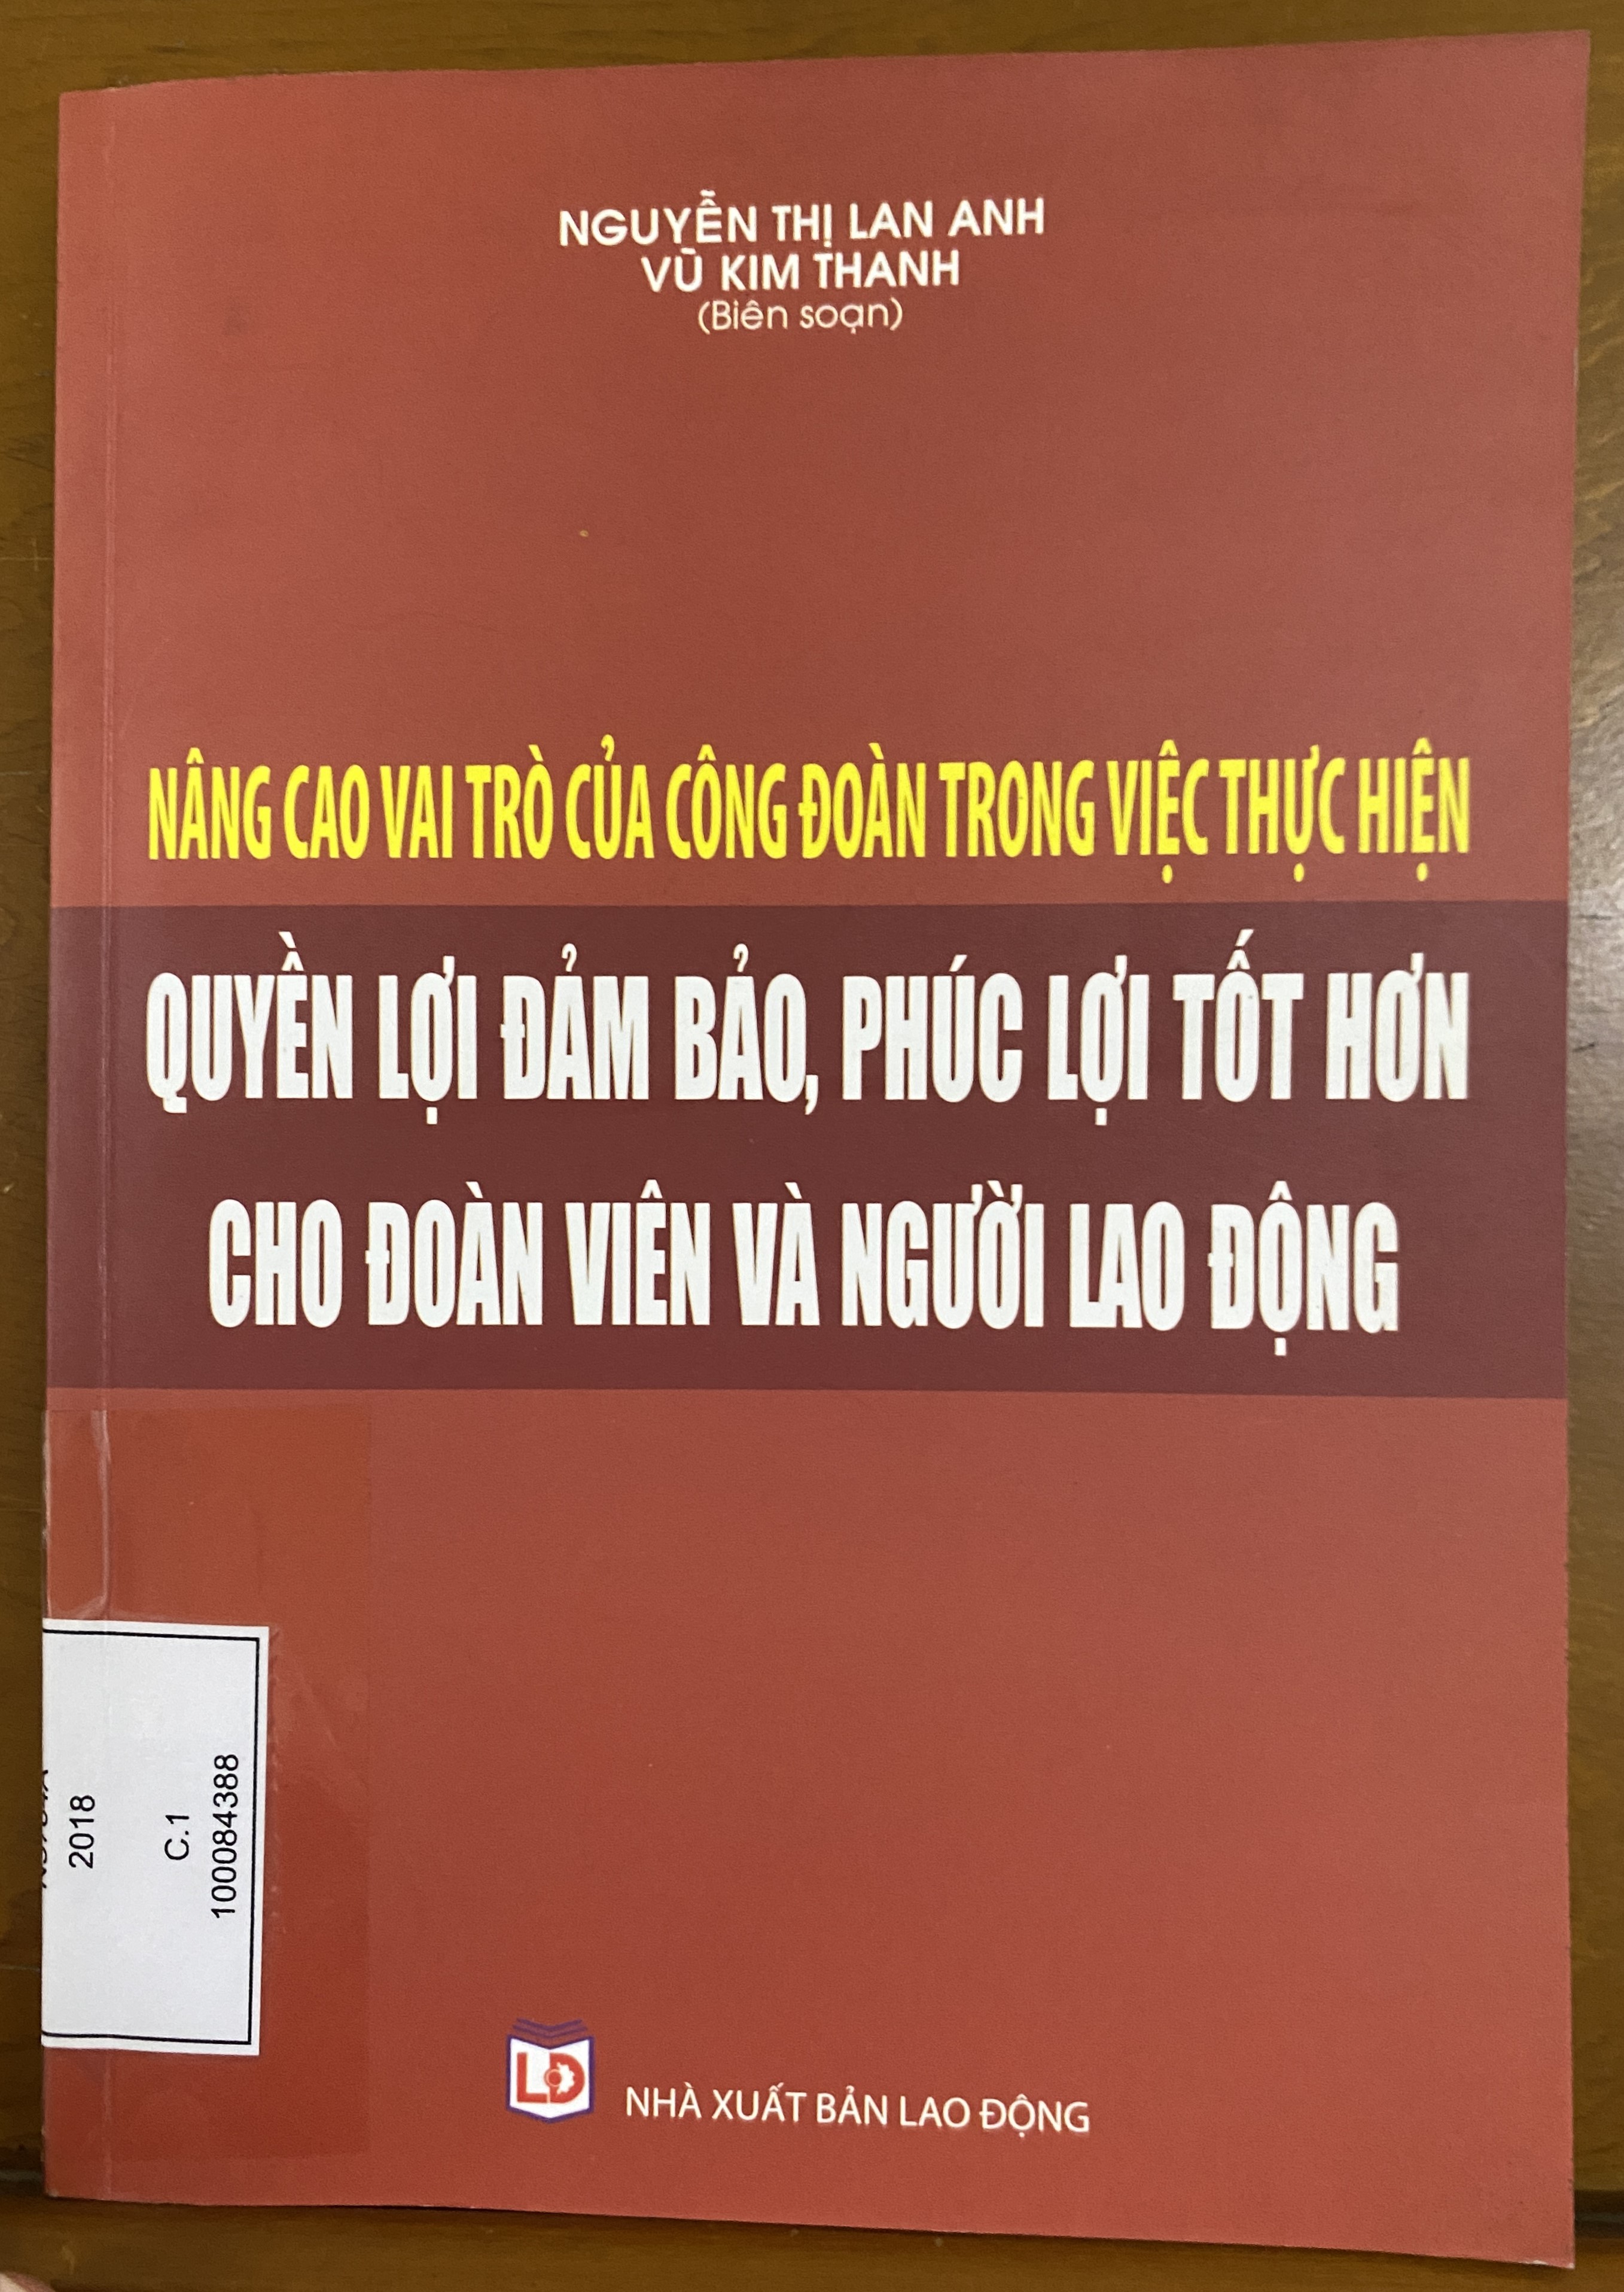 NGUYỄN THỊ LAN ANH
VŨ KIM THANH
(Biên soạn)
NÂNG CAO VAI TRÒ CỦA CÔNG ĐOÀN TRONG VIỆC THỰC HIỆN
QUYỀN LỢI ĐẢM BẢO, PHÚC LỢI TỐT HƠN
CHO ĐOÀN VIÊN VÀ NGƯỜI LAO ĐỘNG
2018
C.1
10084388
LĐ
NHÀ XUẤT BẢN LAO ĐỘNG